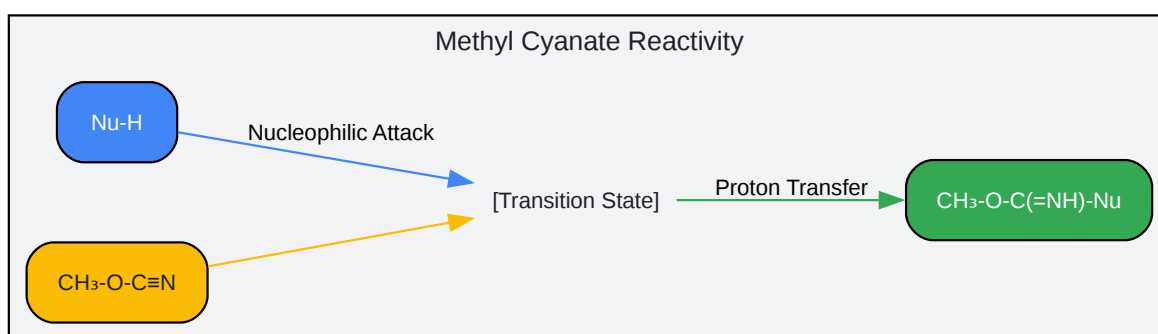 Methyl Cyanate Reactivity
Nu-H
Nucleophilic Attack
[Transition State]
Proton Transfer
CH₃-O-C(=NH)-Nu
CH₃-O-C≡N